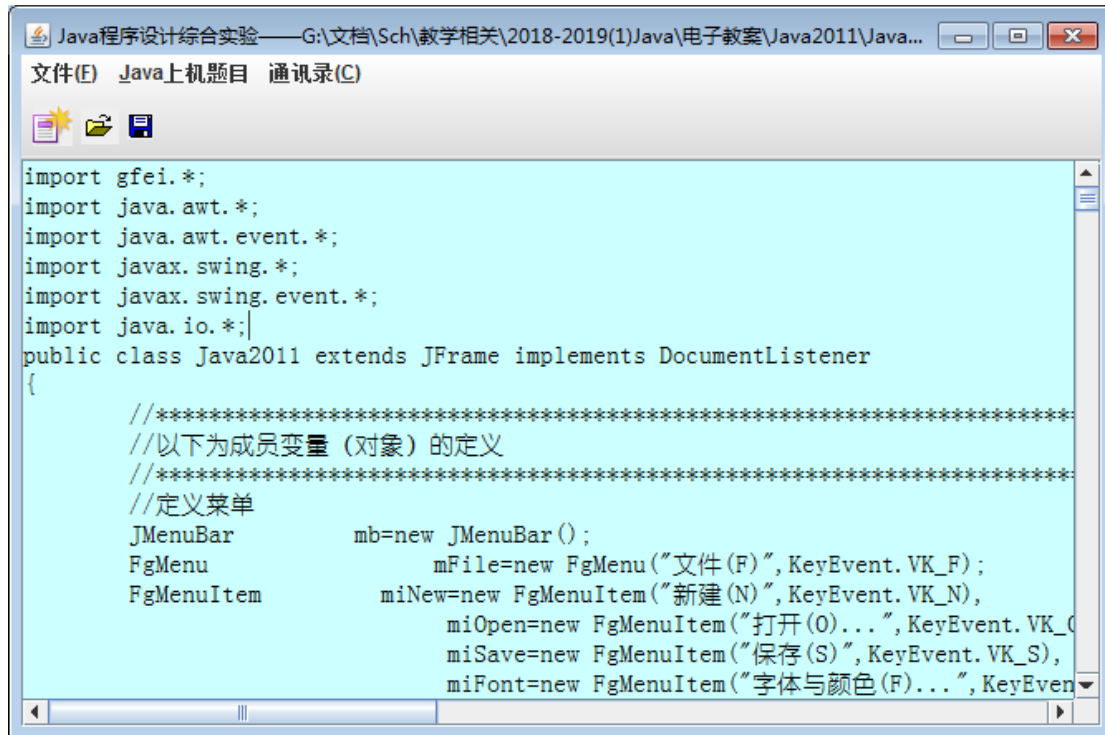 Java程序设计综合实验——G:\文档\Sch\教学相关\2018-2019(1)Java\电子教案\Java2011\Java...
文件(F) Java上机题目 通讯录(C)
import gfei.*;
import java.awt.*;
import java.awt.event.*;
import javax.swing.*;
import javax.swing.event.*;
import java.io.*;
public class Java2011 extends JFrame implements DocumentListener
{
//*********************************************************************
//以下为成员变量（对象）的定义
//*********************************************************************
//定义菜单
JMenuBar mb=new JMenuBar();
FgMenu mFile=new FgMenu("文件(F)",KeyEvent.VK_F);
FgMenuItem miNew=new FgMenuItem("新建(N)",KeyEvent.VK_N),
miOpen=new FgMenuItem("打开(O)...",KeyEvent.VK_O
miSave=new FgMenuItem("保存(S)",KeyEvent.VK_S),
miFont=new FgMenuItem("字体与颜色(F)...",KeyEven